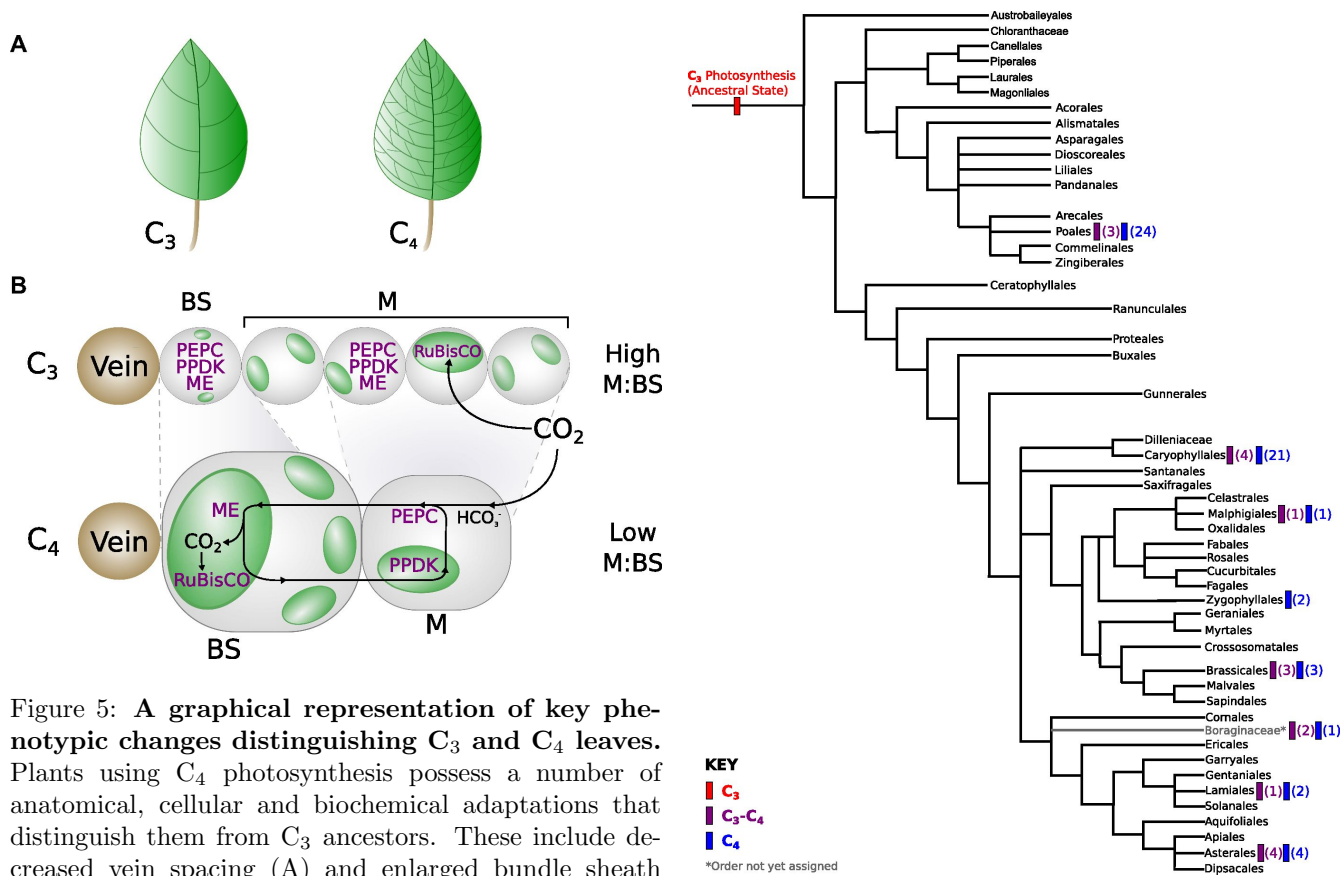 A
C3
C4
B
BS
M
C3
Vein
PEPC
PPDK
ME
PEPC
PPDK
ME
RuBisCO
High
M:BS
CO2
C4
Vein
ME
CO2
RuBisCO
PEPC
HCO3-
PPDK
Low
M:BS
M
BS
Figure 5: A graphical representation of key phe-
notypic changes distinguishing C3 and C4 leaves.
Plants using C4 photosynthesis possess a number of
anatomical, cellular and biochemical adaptations that
distinguish them from C3 ancestors. These include de-
creased vein spacing (A) and enlarged bundle sheath
C3 Photosynthesis
(Ancestral State)
Austrobaileyales
Chloranthaceae
Canellales
Piperales
Laurales
Magonliales
Acorales
Alismatales
Asparagales
Dioscoreales
Liliales
Pandanales
Arecales
Poales (3) (24)
Commelinales
Zingiberales
Ceratophyllales
Ranunculales
Proteales
Buxales
Gunnerales
Dilleniaceae
Caryophyllales (4) (21)
Santanales
Saxifragales
Celastrales
Malphigiales (1) (1)
Oxalidales
Fabales
Rosales
Cucurbitales
Fagales
Zygophyllales (2)
Geraniales
Myrtales
Crossosomatales
Brassicales (3) (3)
Malvales
Sapindales
Cornales
Boraginaceae* (2) (1)
Ericales
Garryales
Gentaniales
Lamiales (1) (2)
Solanales
Aquifoliales
Apiales
Asterales (4) (4)
Dipsacales
KEY
C3
C3-C4
C4
*Order not yet assigned